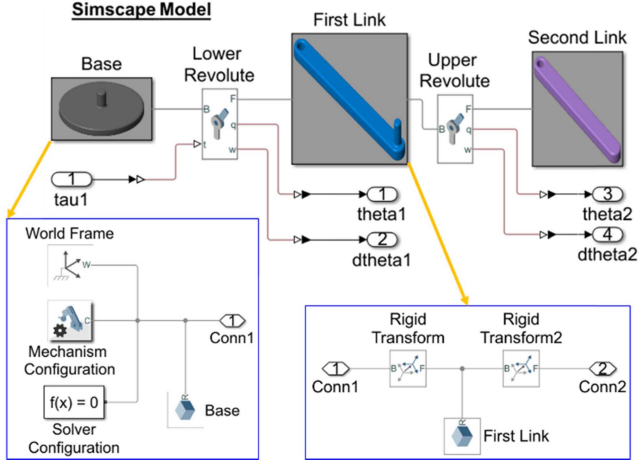 Simscape Model
First Link
Lower
Revolute
Base
Upper
Revolute
Second Link
B
F
q
w
t
B
F
q
w
1
tau1
1
theta1
2
dtheta1
3
theta2
4
dtheta2
World Frame
W
C
Mechanism
Configuration
1
Conn1
f(x) = 0
Solver
Configuration
R
Base
Rigid
Transform
Rigid
Transform2
1
Conn1
B
F
B
F
2
Conn2
R
First Link